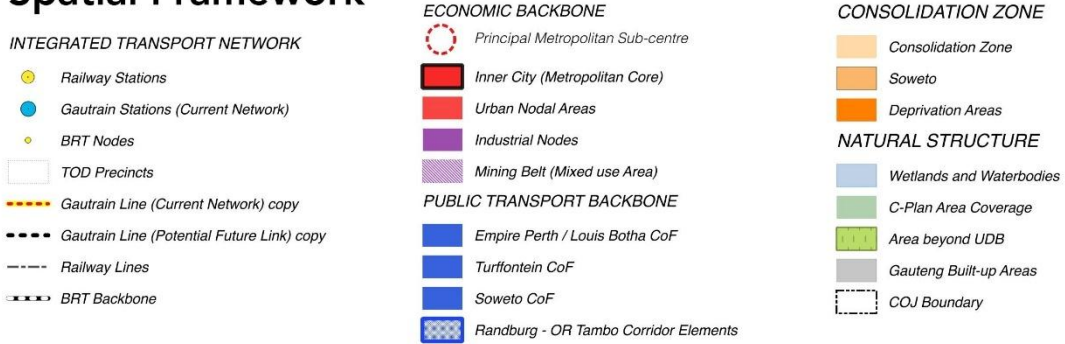 Spatial Framework
INTEGRATED TRANSPORT NETWORK
Railway Stations
Gautrain Stations (Current Network)
BRT Nodes
TOD Precincts
Gautrain Line (Current Network) copy
Gautrain Line (Potential Future Link) copy
Railway Lines
BRT Backbone
ECONOMIC BACKBONE
Principal Metropolitan Sub-centre
Inner City (Metropolitan Core)
Urban Nodal Areas
Industrial Nodes
Mining Belt (Mixed use Area)
PUBLIC TRANSPORT BACKBONE
Empire Perth / Louis Botha CoF
Turffontein CoF
Soweto CoF
Randburg - OR Tambo Corridor Elements
CONSOLIDATION ZONE
Consolidation Zone
Soweto
Deprivation Areas
NATURAL STRUCTURE
Wetlands and Waterbodies
C-Plan Area Coverage
Area beyond UDB
Gauteng Built-up Areas
COJ Boundary